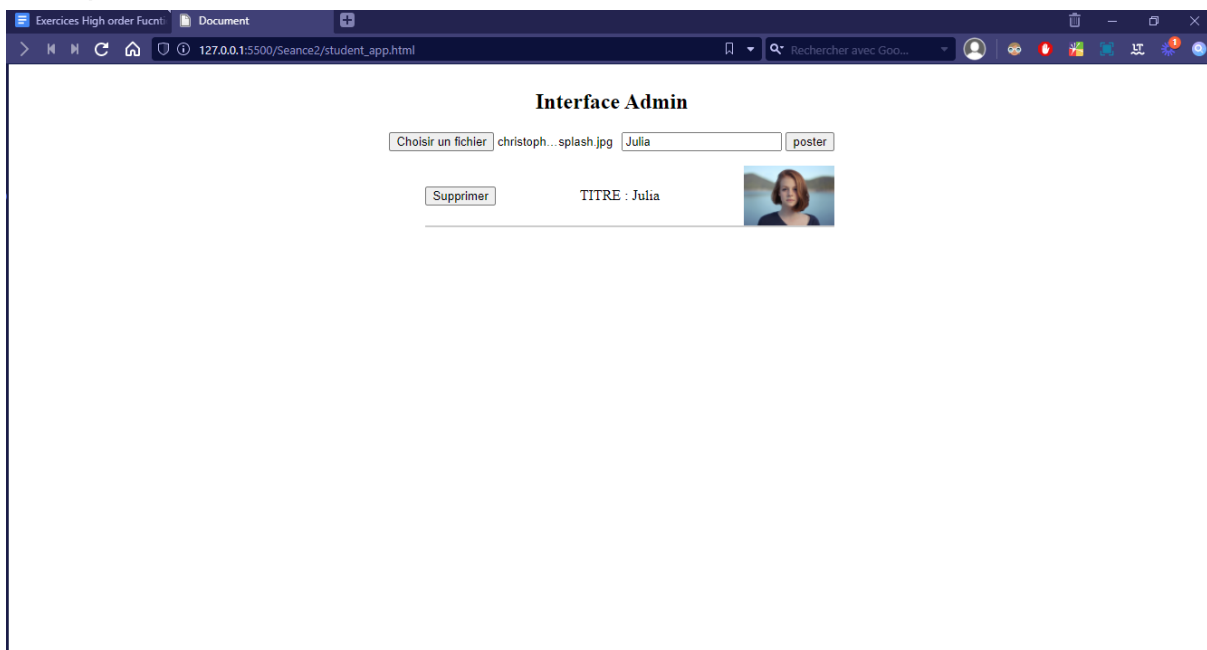 Exercices High order Fucnti
Document
127.0.0.1:5500/Seance2/student_app.html
Rechercher avec Goo...
1
Interface Admin
Choisir un fichier christoph...splash.jpg Julia poster
Supprimer TITRE : Julia